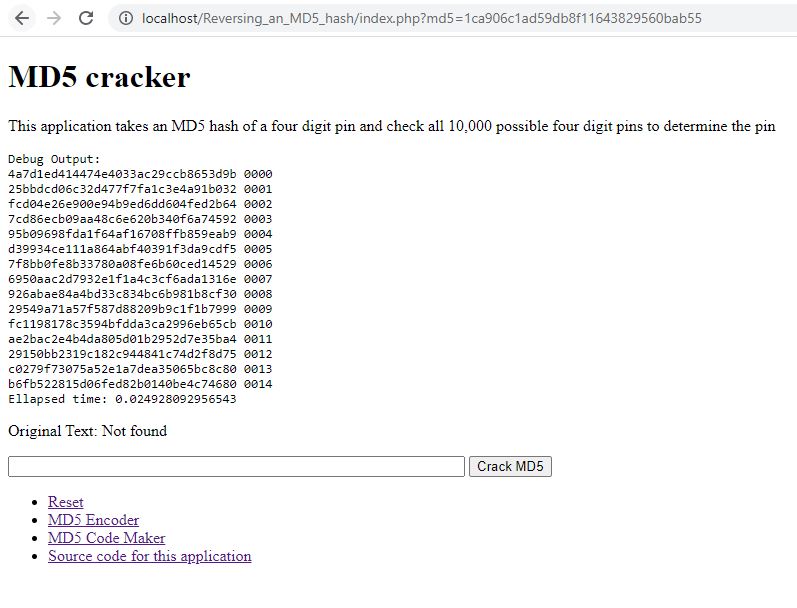 localhost/Reversing_an_MD5_hash/index.php?md5=1ca906c1ad59db8f11643829560bab55
MD5 cracker
This application takes an MD5 hash of a four digit pin and check all 10,000 possible four digit pins to determine the pin
Debug Output:
4a7d1ed414474e4033ac29ccb8653d9b 0000
25bbdcd06c32d477f7fa1c3e4a91b032 0001
fcd04e26e900e94b9ed6dd604fed2b64 0002
7cd86ecb09aa48c6e620b340f6a74592 0003
95b09698fda1f64af16708ffb859eab9 0004
d39934ce111a864abf40391f3da9cdf5 0005
7f8bb0fe8b33780a08fe6b60ced14529 0006
6950aac2d7932e1f1a4c3cf6ada1316e 0007
926abae84a4bd33c834bc6b981b8cf30 0008
29549a71a57f587d88209b9c1f1b7999 0009
fc1198178c3594bfdda3ca2996eb65cb 0010
ae2bac2e4b4da805d01b2952d7e35ba4 0011
29150bb2319c182c944841c74d2f8d75 0012
c0279f73075a52e1a7dea35065bc8c80 0013
b6fb522815d06fed82b0140be4c74680 0014
Ellapsed time: 0.024928092956543
Original Text: Not found
Crack MD5
Reset
MD5 Encoder
MD5 Code Maker
Source code for this application